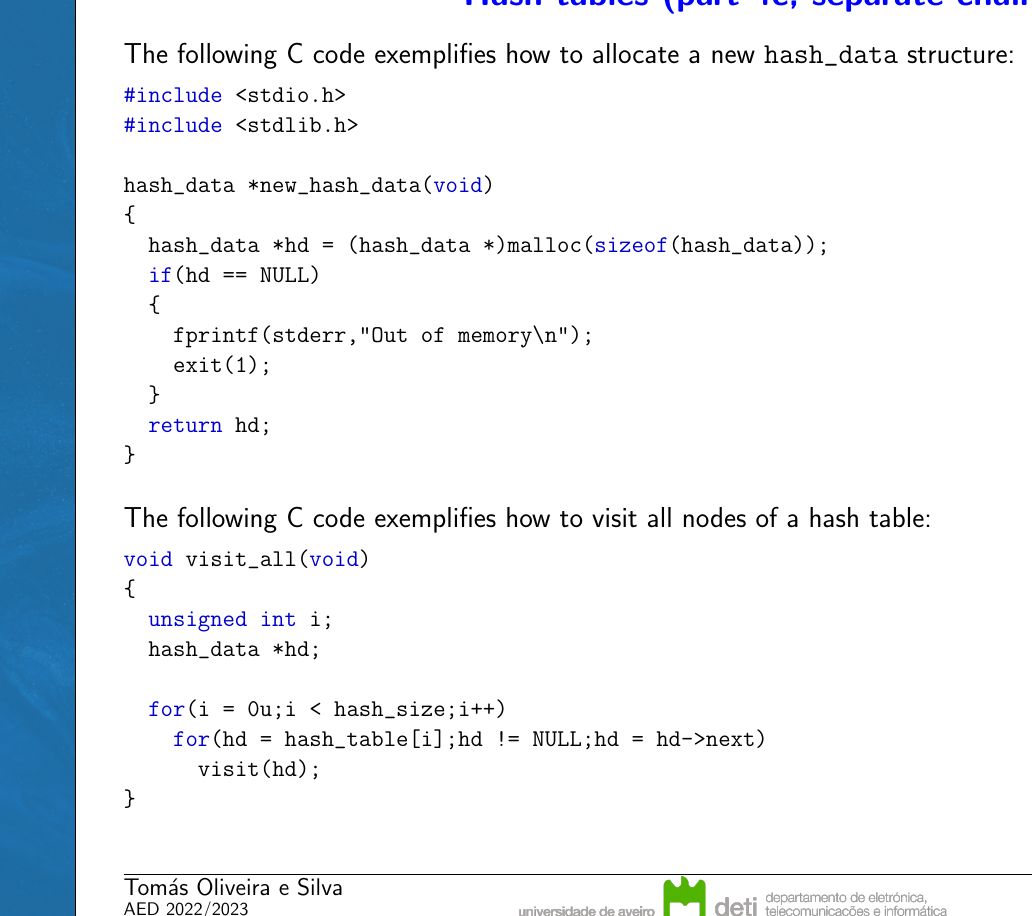 Hash tables (part 4c, separate chai
The following C code exemplifies how to allocate a new hash_data structure:
#include <stdio.h>
#include <stdlib.h>
hash_data *new_hash_data(void)
{
  hash_data *hd = (hash_data *)malloc(sizeof(hash_data));
  if(hd == NULL)
  {
    fprintf(stderr,"Out of memory\n");
    exit(1);
  }
  return hd;
}
The following C code exemplifies how to visit all nodes of a hash table:
void visit_all(void)
{
  unsigned int i;
  hash_data *hd;
  for(i = 0u;i < hash_size;i++)
    for(hd = hash_table[i];hd != NULL;hd = hd->next)
      visit(hd);
}
Tomás Oliveira e Silva
AED 2022/2023
universidade de aveiro
deti
departamento de eletrónica,
telecomunicações e informática